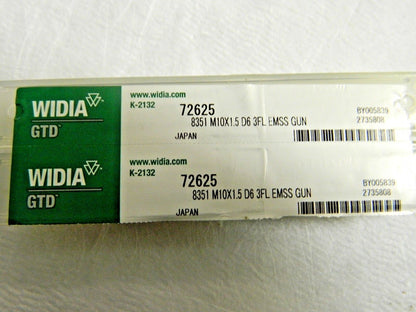 WIDIA
GTD
www.widia.com
K-2132
72625
8351 M10X1.5 D6 3FL EMSS GUN
JAPAN
BY005839
2735808
WIDIA
GTD
www.widia.com
K-2132
72625
8351 M10X1.5 D6 3FL EMSS GUN
JAPAN
BY005839
2735808